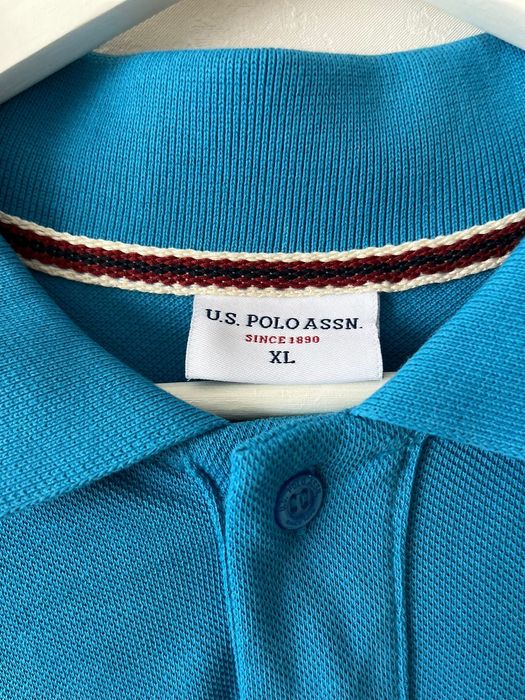 U.S. POLO ASSN.
SINCE 1890
XL